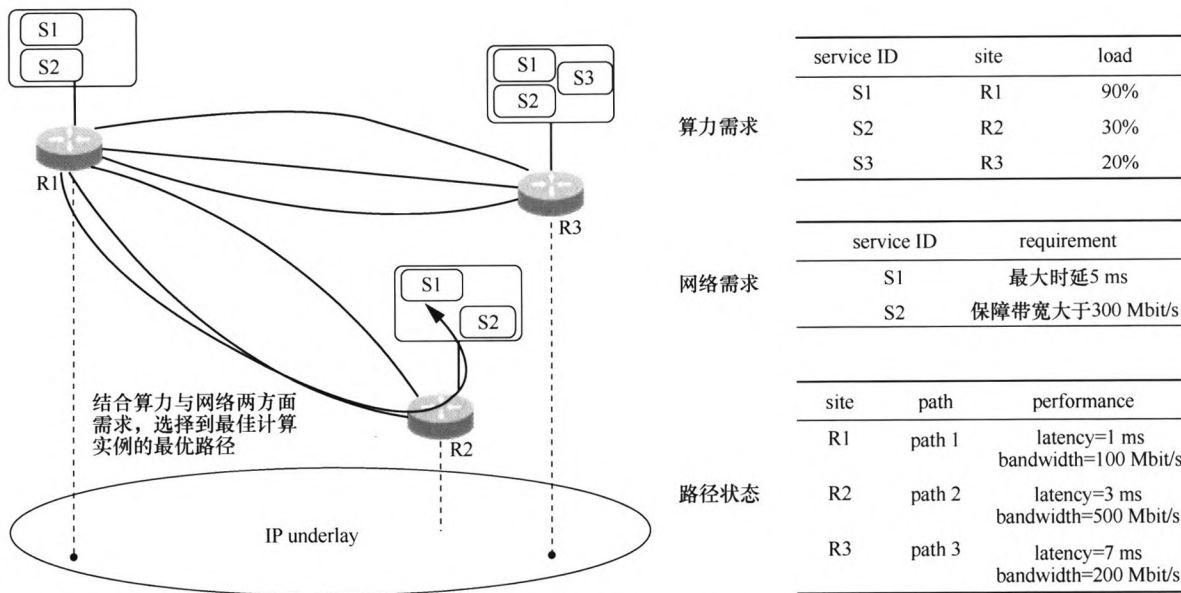 S1
S2
R1
S1
S3
S2
R3
S1
S2
R2
结合算力与网络两方面
需求，选择到最佳计算
实例的最优路径
IP underlay
算力需求
service ID site load
S1 R1 90%
S2 R2 30%
S3 R3 20%
网络需求
service ID requirement
S1 最大时延5 ms
S2 保障带宽大于300 Mbit/s
路径状态
site path performance
R1 path 1 latency=1 ms
bandwidth=100 Mbit/s
R2 path 2 latency=3 ms
bandwidth=500 Mbit/s
R3 path 3 latency=7 ms
bandwidth=200 Mbit/s